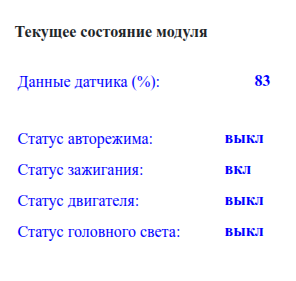 Текущее состояние модуля
Данные датчика (%): 83
Статус авторежима: выкл
Статус зажигания: вкл
Статус двигателя: выкл
Статус головного света: выкл